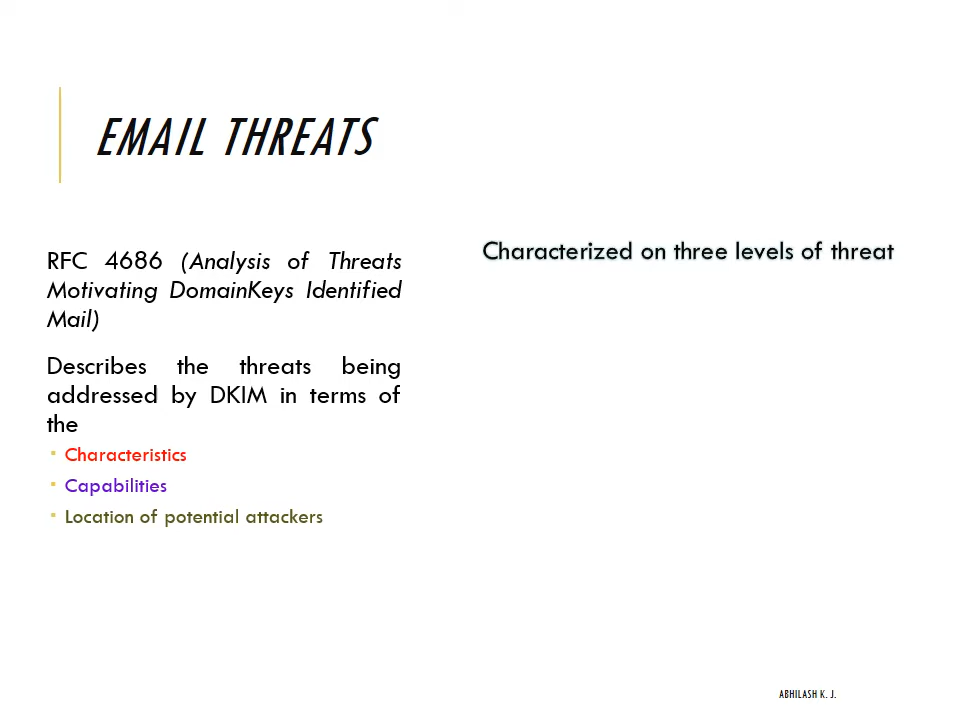 EMAIL THREATS
RFC 4686 (Analysis of Threats
Motivating DomainKeys Identified
Mail)
Describes the threats being
addressed by DKIM in terms of
the
Characteristics
Capabilities
Location of potential attackers
Characterized on three levels of threat
ABHILASH K. J.